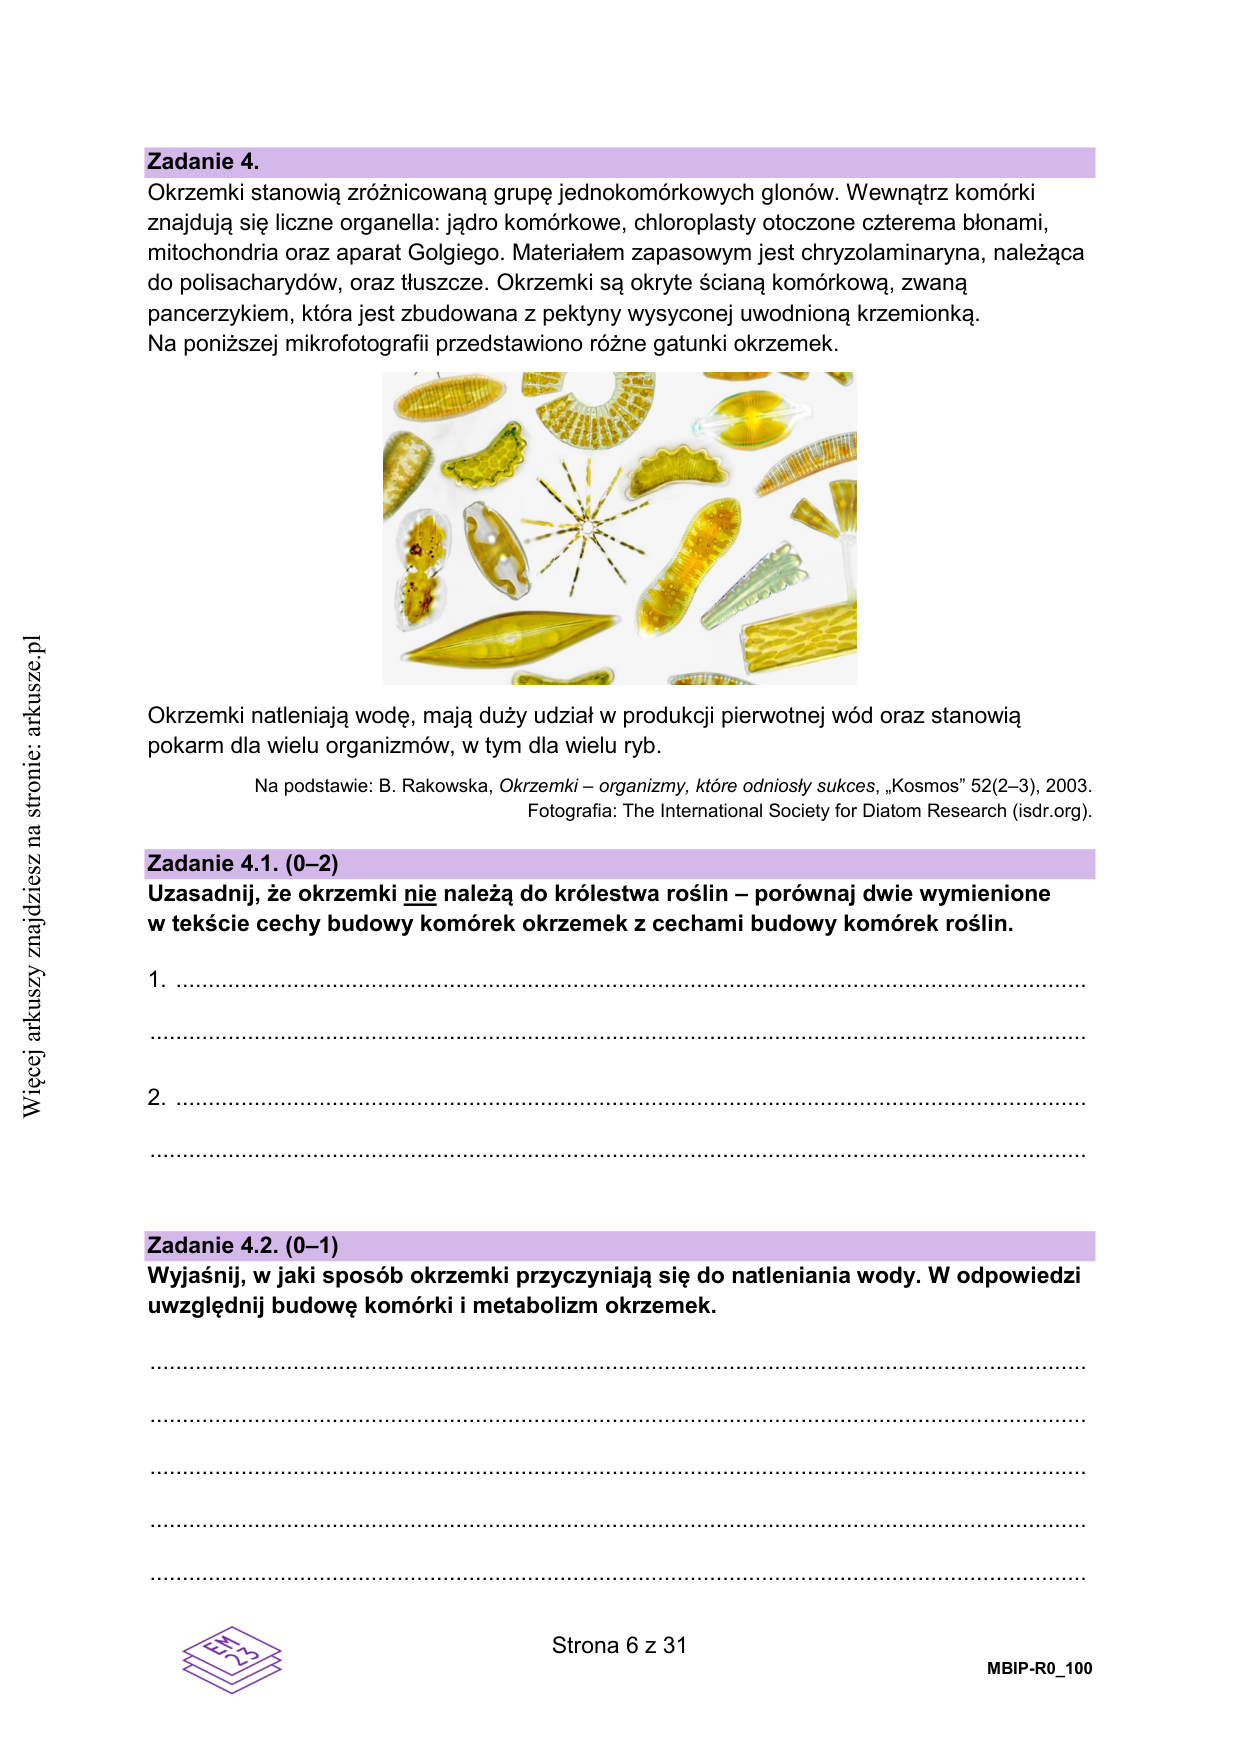 Zadanie 4.
Okrzemki stanowią zróżnicowaną grupę jednokomórkowych glonów. Wewnątrz komórki
znajdują się liczne organella: jądro komórkowe, chloroplasty otoczone czterema błonami,
mitochondria oraz aparat Golgiego. Materiałem zapasowym jest chryzolaminaryna, należąca
do polisacharydów, oraz tłuszcze. Okrzemki są okryte ścianą komórkową, zwaną
pancerzykiem, która jest zbudowana z pektyny wysyconej uwodnioną krzemionką.
Na poniższej mikrofotografii przedstawiono różne gatunki okrzemek.
Okrzemki natleniają wodę, mają duży udział w produkcji pierwotnej wód oraz stanowią
pokarm dla wielu organizmów, w tym dla wielu ryb.
Na podstawie: B. Rakowska, Okrzemki – organizmy, które odniosły sukces, „Kosmos” 52(2–3), 2003.
Fotografia: The International Society for Diatom Research (isdr.org).
Zadanie 4.1. (0–2)
Uzasadnij, że okrzemki nie należą do królestwa roślin – porównaj dwie wymienione
w tekście cechy budowy komórek okrzemek z cechami budowy komórek roślin.
1. ................................................................................
................................................................................
2. ................................................................................
................................................................................
Zadanie 4.2. (0–1)
Wyjaśnij, w jaki sposób okrzemki przyczyniają się do natleniania wody. W odpowiedzi
uwzględnij budowę komórki i metabolizm okrzemek.
................................................................................
................................................................................
................................................................................
................................................................................
................................................................................
EM
23
Strona 6 z 31
MBIP-R0_100
Więcej arkuszy znajdziesz na stronie: arkusze.pl